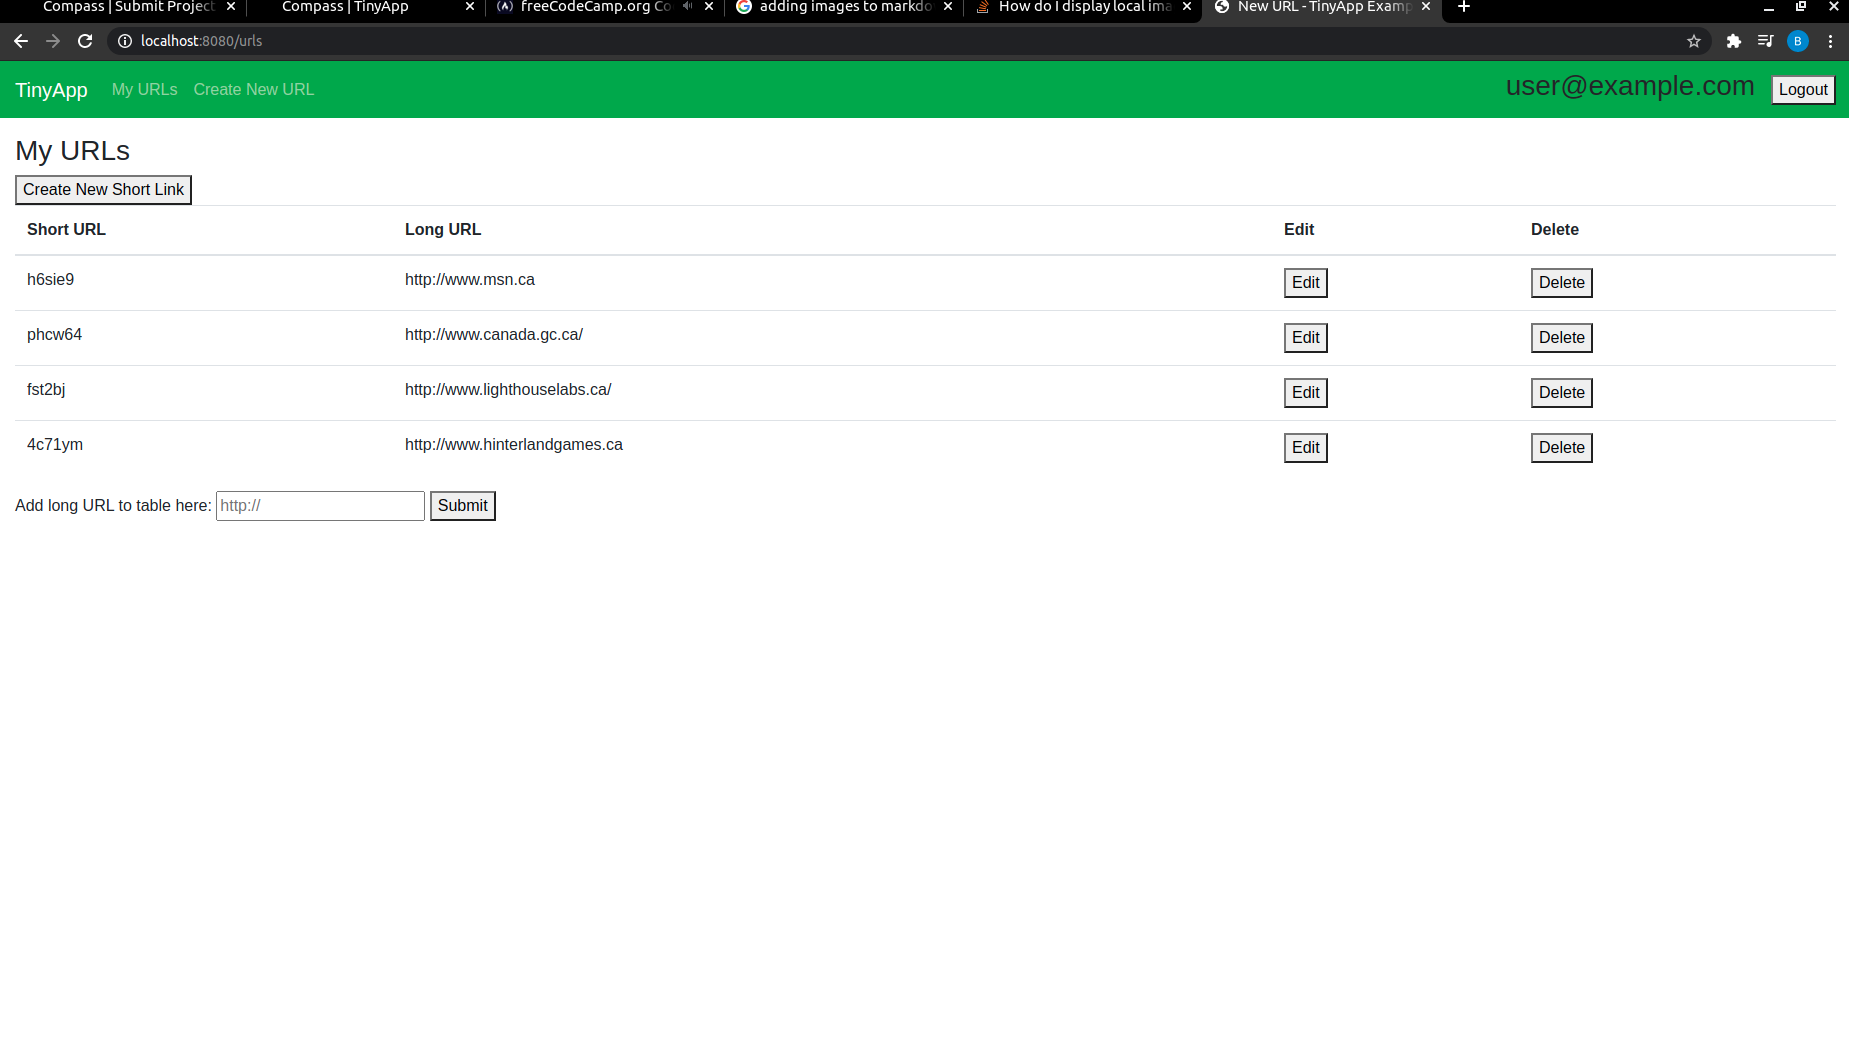 Compass | Submit Project
Compass | TinyApp
freeCodeCamp.org Co
adding images to markdo
How do I display local ima
New URL - TinyApp Examp
localhost:8080/urls
B
TinyApp My URLs Create New URL user@example.com Logout
My URLs
Create New Short Link
Short URL Long URL Edit Delete
h6sie9 http://www.msn.ca Edit Delete
phcw64 http://www.canada.gc.ca/ Edit Delete
fst2bj http://www.lighthouselabs.ca/ Edit Delete
4c71ym http://www.hinterlandgames.ca Edit Delete
Add long URL to table here: http:// Submit